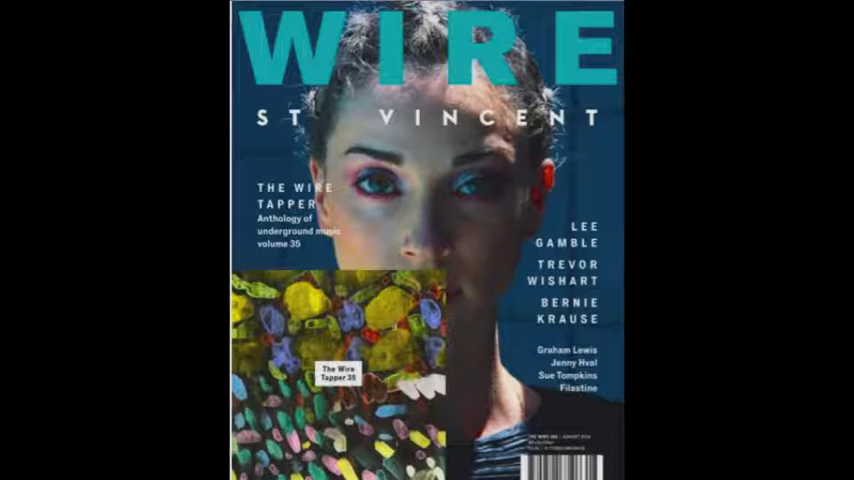 WIRE
ST VINCENT
THE WIRE
TAPPER
Anthology of
underground music
volume 35
LEE
GAMBLE
TREVOR
WISHART
BERNIE
KRAUSE
Graham Lewis
Jenny Hval
Sue Tompkins
Filastine
The Wire
Tapper 35